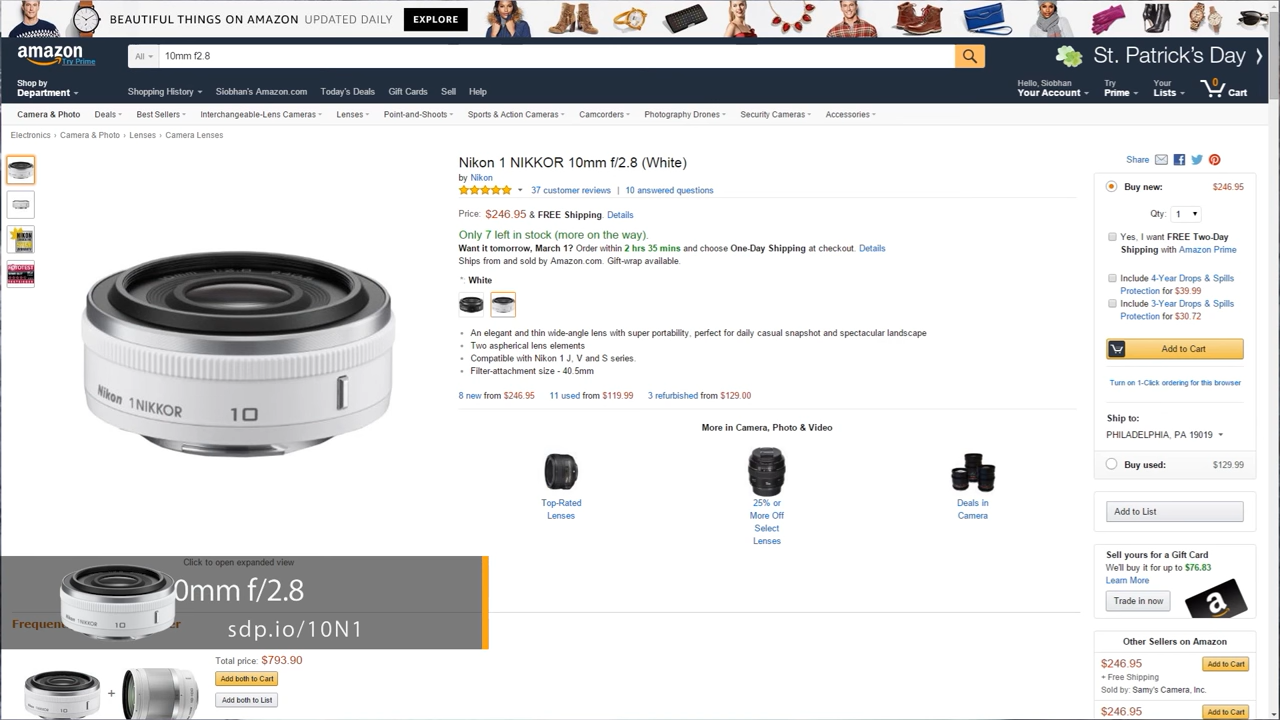 BEAUTIFUL THINGS ON AMAZON UPDATED DAILY EXPLORE
amazon
Try Prime
All
10mm f2.8
St. Patrick's Day
Shop by
Department
Shopping History
Siobhan's Amazon.com
Today's Deals
Gift Cards
Sell
Help
Hello, Siobhan
Your Account
Try
Prime
Your
Lists
0
Cart
Camera & Photo
Deals
Best Sellers
Interchangeable-Lens Cameras
Lenses
Point-and-Shoots
Sports & Action Cameras
Camcorders
Photography Drones
Security Cameras
Accessories
Electronics › Camera & Photo › Lenses › Camera Lenses
Nikon 1 NIKKOR 10mm f/2.8 (White)
by Nikon
37 customer reviews | 10 answered questions
Price: $246.95 & FREE Shipping. Details
Only 7 left in stock (more on the way).
Want it tomorrow, March 1? Order within 2 hrs 35 mins and choose One-Day Shipping at checkout. Details
Ships from and sold by Amazon.com. Gift-wrap available.
*: White
• An elegant and thin wide-angle lens with super portability, perfect for daily casual snapshot and spectacular landscape
• Two aspherical lens elements
• Compatible with Nikon 1 J, V and S series.
• Filter-attachment size - 40.5mm
8 new from $246.95 11 used from $119.99 3 refurbished from $129.00
More in Camera, Photo & Video
Top-Rated
Lenses
25% or
More Off
Select
Lenses
Deals in
Camera
Nikon 1 NIKKOR 10
Click to open expanded view
0mm f/2.8
sdp.io/10N1
Total price: $793.90
Add both to Cart
Add both to List
Share
Buy new: $246.95
Qty: 1
Yes, I want FREE Two-Day
Shipping with Amazon Prime
Include 4-Year Drops & Spills
Protection for $39.99
Include 3-Year Drops & Spills
Protection for $30.72
Add to Cart
Turn on 1-Click ordering for this browser
Ship to:
PHILADELPHIA, PA 19019
Buy used: $129.99
Add to List
Sell yours for a Gift Card
We'll buy it for up to $76.83
Learn More
Trade in now
Other Sellers on Amazon
$246.95 Add to Cart
+ Free Shipping
Sold by: Samy's Camera, Inc.
$246.95 Add to Cart